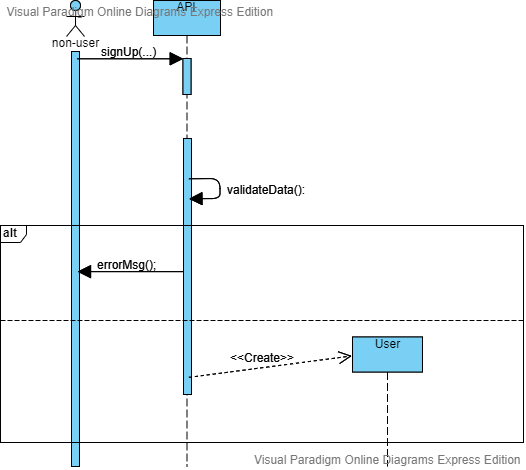 Visual Paradigm Online Diagrams Express Edition
API
non-user
signUp(...)
validateData():
alt
errorMsg();
User
<<Create>>
Visual Paradigm Online Diagrams Express Edition